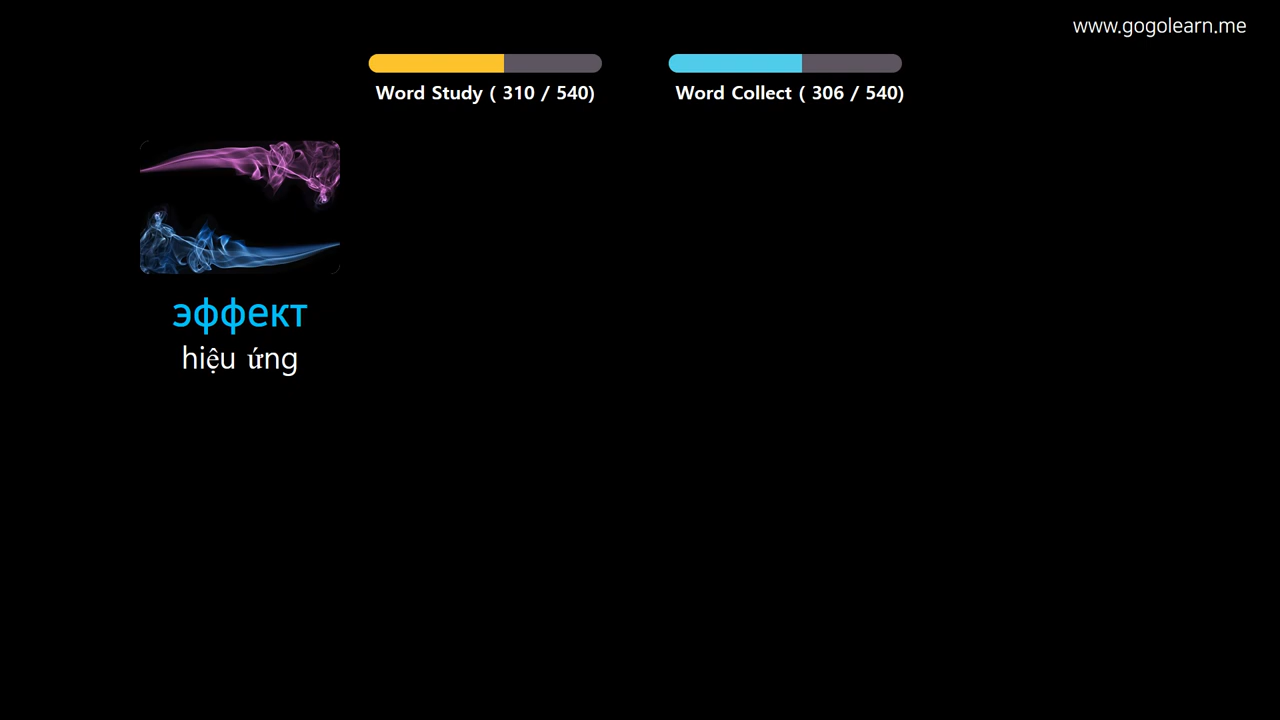 www.gogolearn.me
Word Study ( 310 / 540)
Word Collect ( 306 / 540)
эффект
hiệu ứng